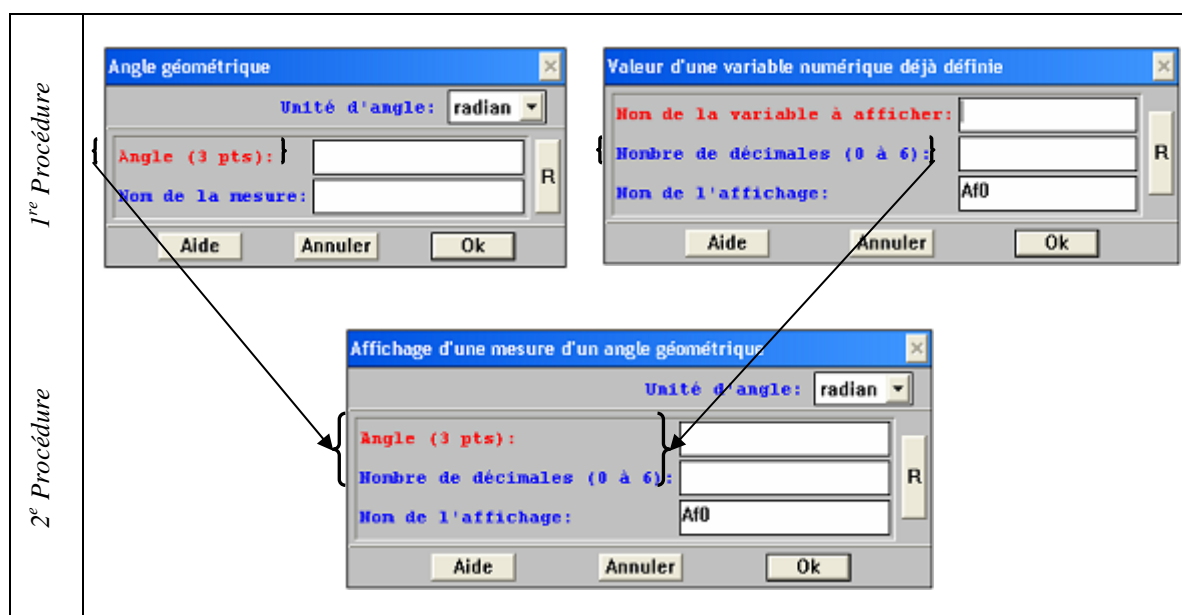 1re Procédure
Angle géométrique
Unité d'angle: radian
Angle (3 pts):
Nom de la mesure:
R
Aide Annuler Ok
Valeur d'une variable numérique déjà définie
Nom de la variable à afficher:
Nombre de décimales (0 à 6):
Nom de l'affichage: Af0
R
Aide Annuler Ok
2e Procédure
Affichage d'une mesure d'un angle géométrique
Unité d'angle: radian
Angle (3 pts):
Nombre de décimales (0 à 6):
Nom de l'affichage: Af0
R
Aide Annuler Ok